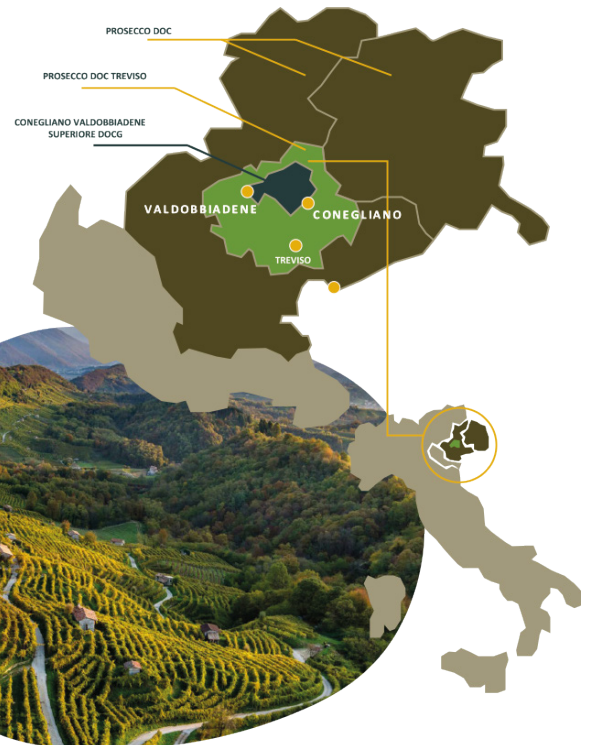 PROSECCO DOC
PROSECCO DOC TREVISO
CONEGLIANO VALDOBBIADENE
SUPERIORE DOCG
VALDOBBIADENE
CONEGLIANO
TREVISO